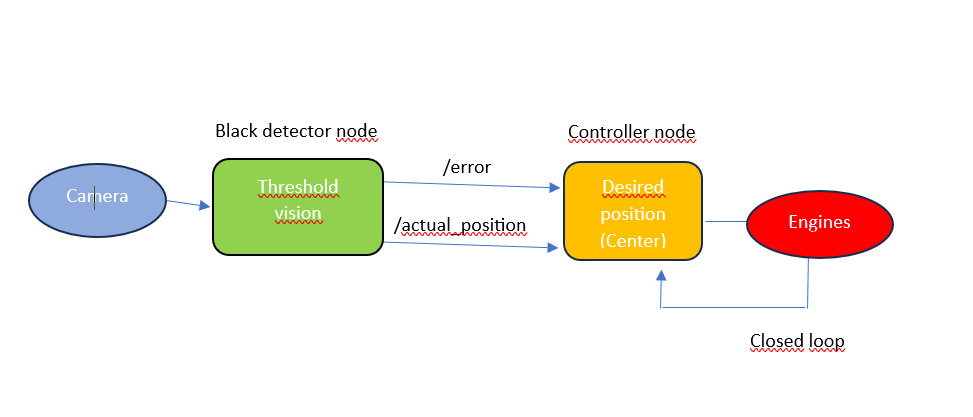 Black detector node
Controller node
Camera
Threshold
vision
/error
/actual_position
Desired
position
(Center)
Engines
Closed loop